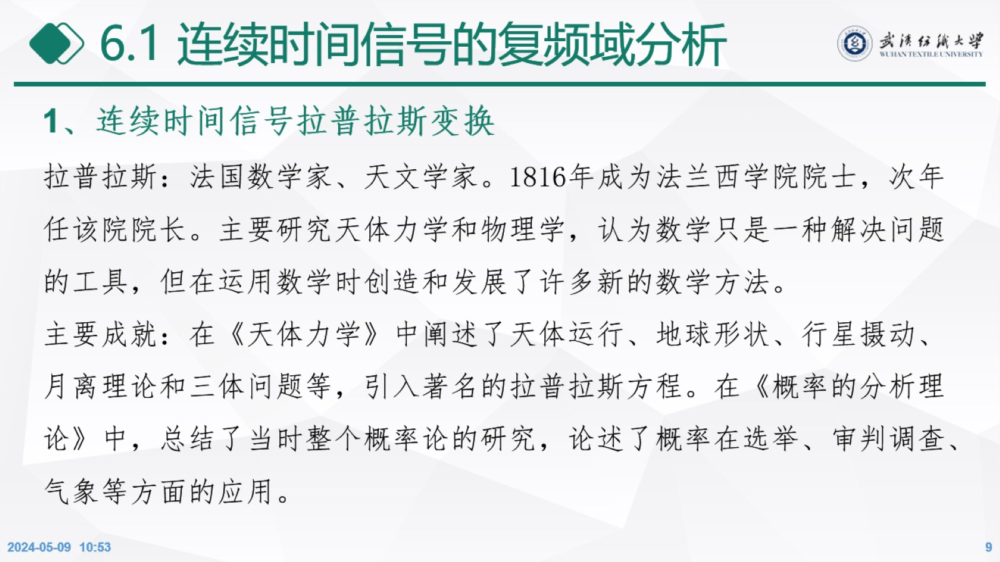 6.1 连续时间信号的复频域分析
武汉纺织大学
WUHAN TEXTILE UNIVERSITY
1、连续时间信号拉普拉斯变换
拉普拉斯：法国数学家、天文学家。1816年成为法兰西学院院士，次年
任该院院长。主要研究天体力学和物理学，认为数学只是一种解决问题
的工具，但在运用数学时创造和发展了许多新的数学方法。
主要成就：在《天体力学》中阐述了天体运行、地球形状、行星摄动、
月离理论和三体问题等，引入著名的拉普拉斯方程。在《概率的分析理
论》中，总结了当时整个概率论的研究，论述了概率在选举、审判调查、
气象等方面的应用。
2024-05-09 10:53
9